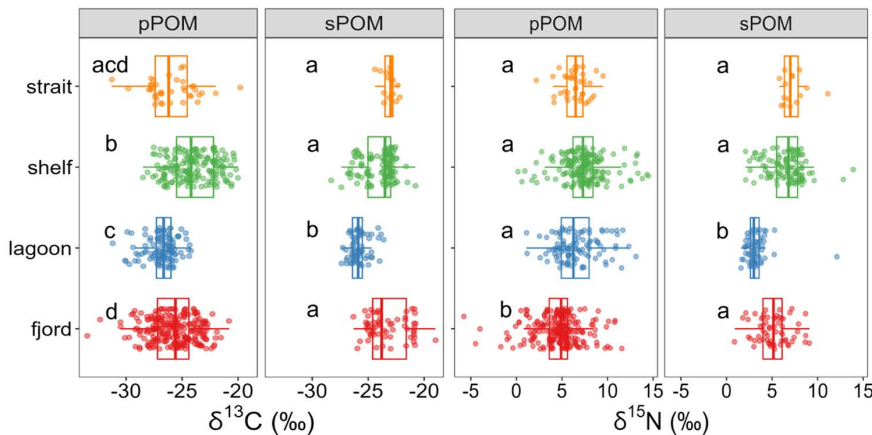 pPOM sPOM pPOM sPOM
strait acd a a a
shelf b a a a
lagoon c b a b
fjord d a b a
-30 -25 -20 -30 -25 -20 -5 0 5 10 15 -5 0 5 10 15
δ¹³C (‰) δ¹⁵N (‰)